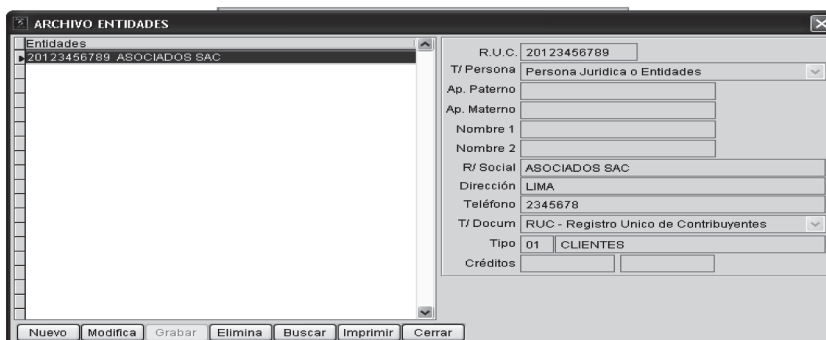 ARCHIVO ENTIDADES
Entidades
20123456789 ASOCIADOS SAC
R.U.C. 20123456789
T/ Persona Persona Juridica o Entidades
Ap. Paterno
Ap. Materno
Nombre 1
Nombre 2
R/ Social ASOCIADOS SAC
Dirección LIMA
Teléfono 2345678
T/ Docum RUC - Registro Unico de Contribuyentes
Tipo 01 CLIENTES
Créditos
Nuevo Modifica Grabar Elimina Buscar Imprimir Cerrar